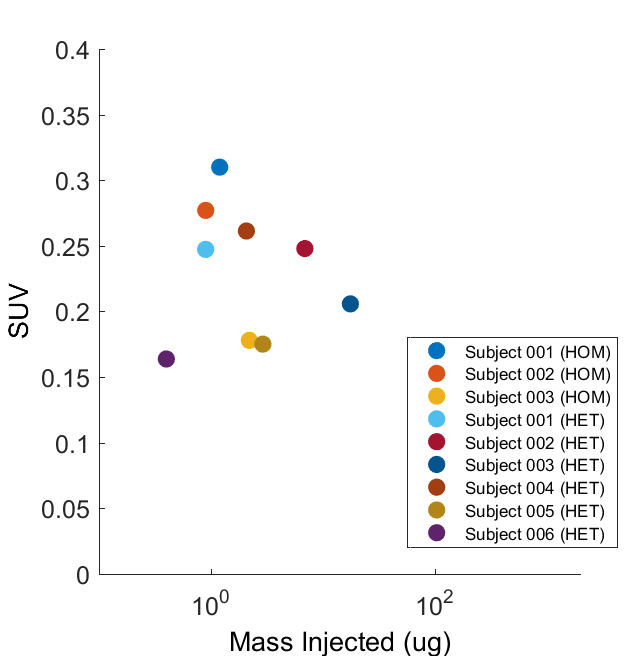 0.4
0.35
0.3
0.25
0.2
0.15
0.1
0.05
0
SUV
Subject 001 (HOM)
Subject 002 (HOM)
Subject 003 (HOM)
Subject 001 (HET)
Subject 002 (HET)
Subject 003 (HET)
Subject 004 (HET)
Subject 005 (HET)
Subject 006 (HET)
10^0 10^2
Mass Injected (ug)